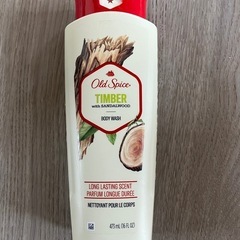 Old Spice
TIMBER
with SANDALWOOD
BODY WASH
LONG LASTING SCENT
PARFUM LONGUE DURÉE
NETTOYANT POUR LE CORPS
473 mL (16 FL OZ)